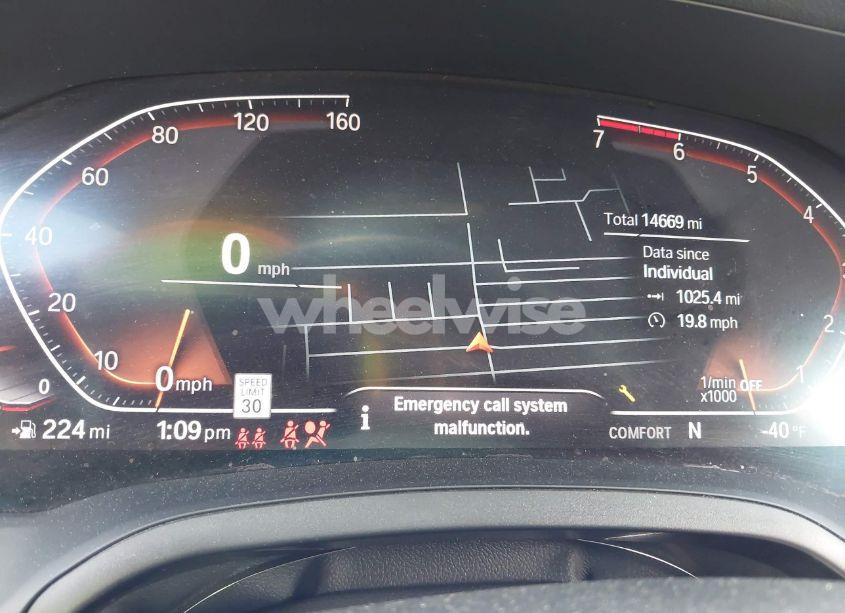 80
120
160
60
40
20
10
0
0 mph
0 mph
SPEED
LIMIT
30
7
6
5
4
2
1
Total 14669 mi
Data since
Individual
1025.4 mi
19.8 mph
wheelwise
1/min OFF
x1000
Emergency call system
malfunction.
224 mi
1:09 pm
i
COMFORT N
-40 °F